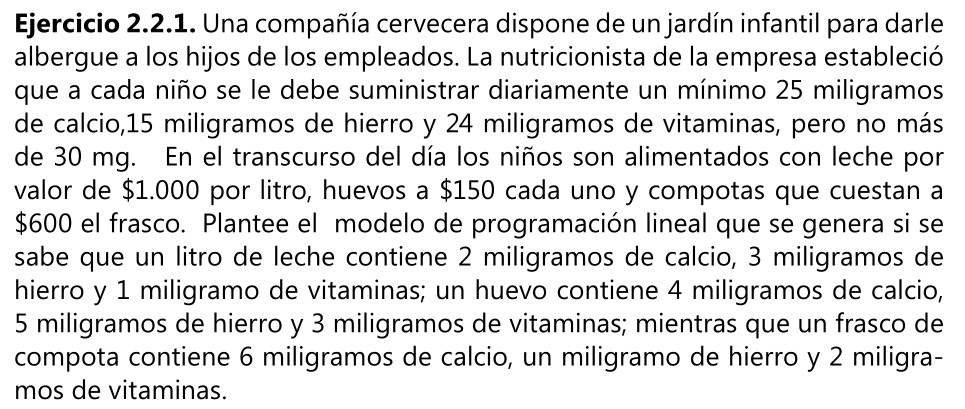 Ejercicio 2.2.1. Una compañía cervecera dispone de un jardín infantil para darle
albergue a los hijos de los empleados. La nutricionista de la empresa estableció
que a cada niño se le debe suministrar diariamente un mínimo 25 miligramos
de calcio,15 miligramos de hierro y 24 miligramos de vitaminas, pero no más
de 30 mg. En el transcurso del día los niños son alimentados con leche por
valor de $1.000 por litro, huevos a $150 cada uno y compotas que cuestan a
$600 el frasco. Plantee el modelo de programación lineal que se genera si se
sabe que un litro de leche contiene 2 miligramos de calcio, 3 miligramos de
hierro y 1 miligramo de vitaminas; un huevo contiene 4 miligramos de calcio,
5 miligramos de hierro y 3 miligramos de vitaminas; mientras que un frasco de
compota contiene 6 miligramos de calcio, un miligramo de hierro y 2 miligra-
mos de vitaminas.